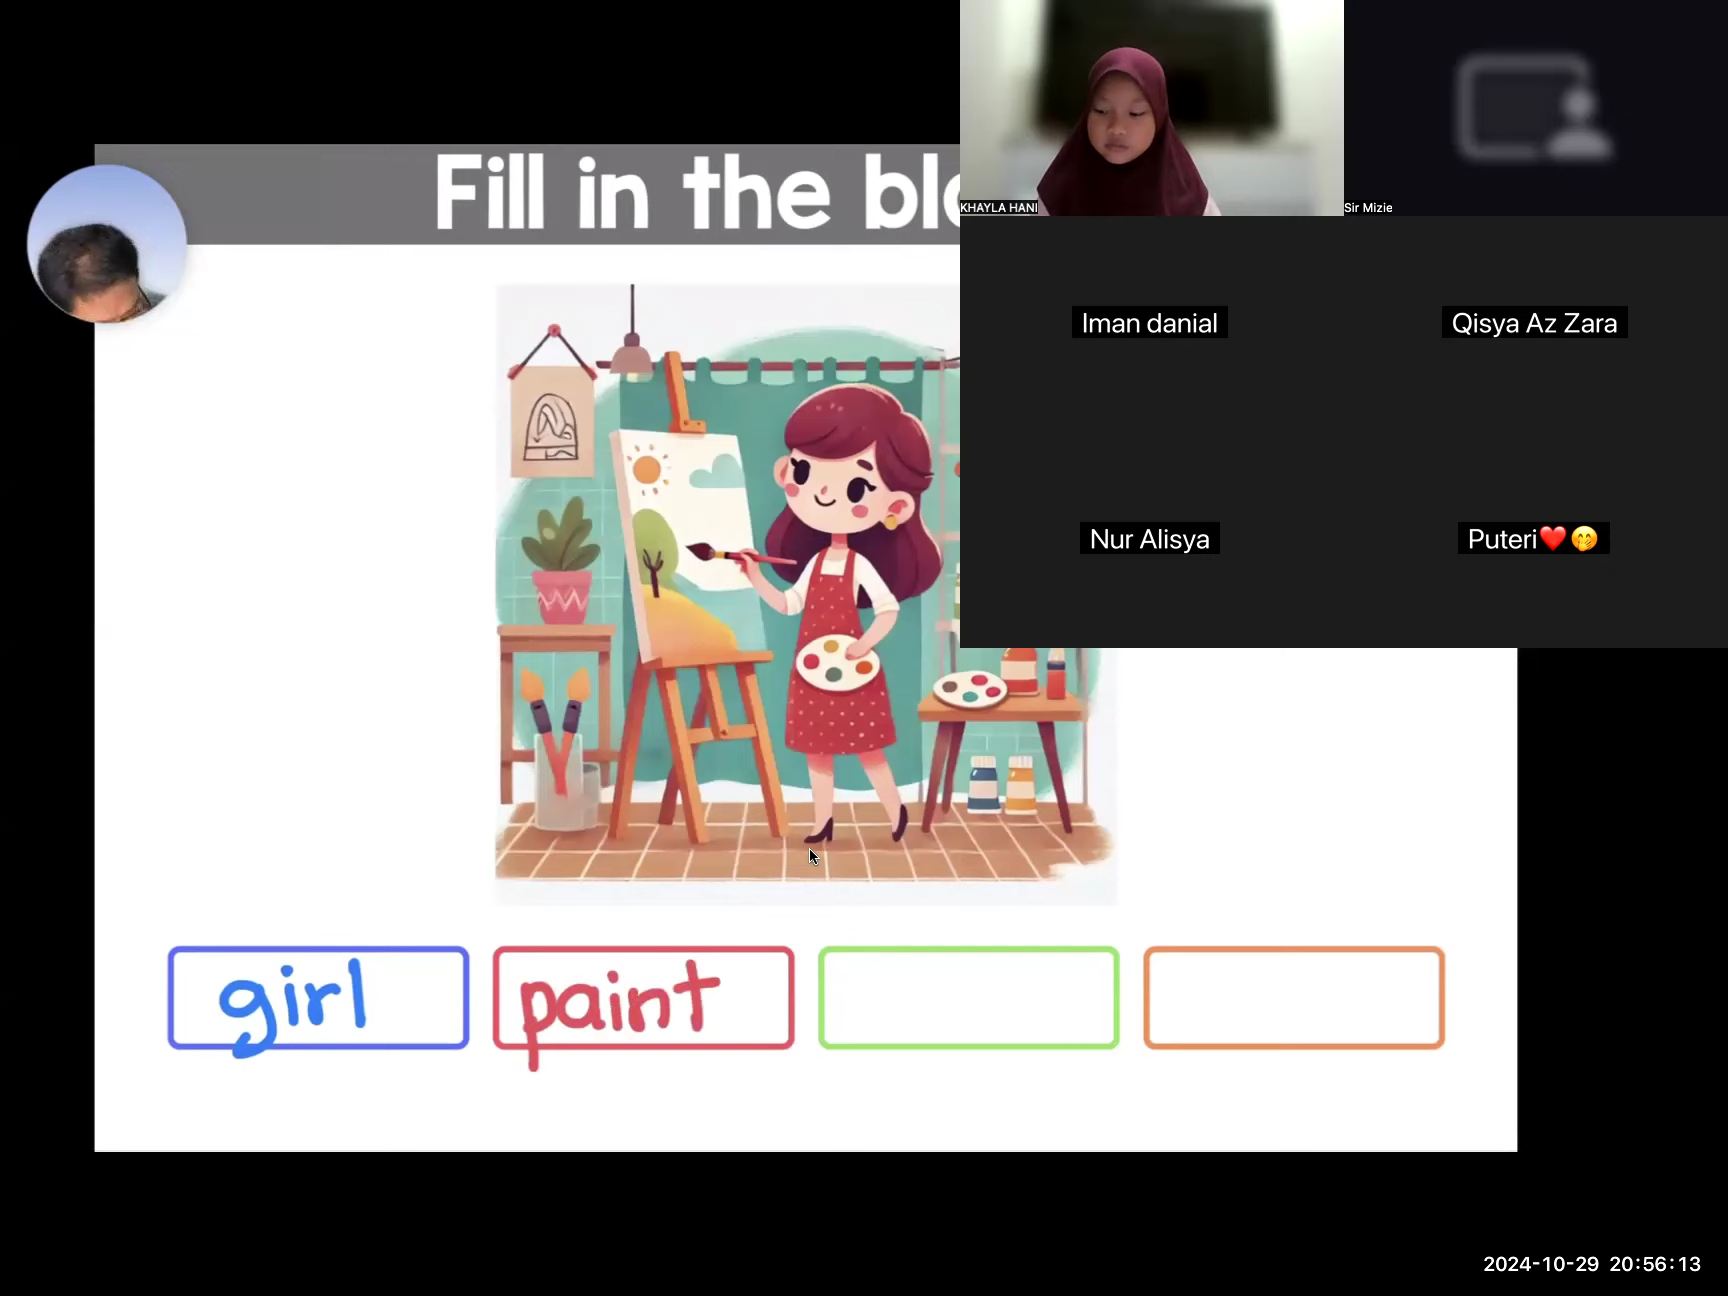 Fill in the bla
KHAYLA HANI
Sir Mizie
Iman danial
Qisya Az Zara
Nur Alisya
Puteri❤️🤭
girl
paint
2024-10-29 20:56:13